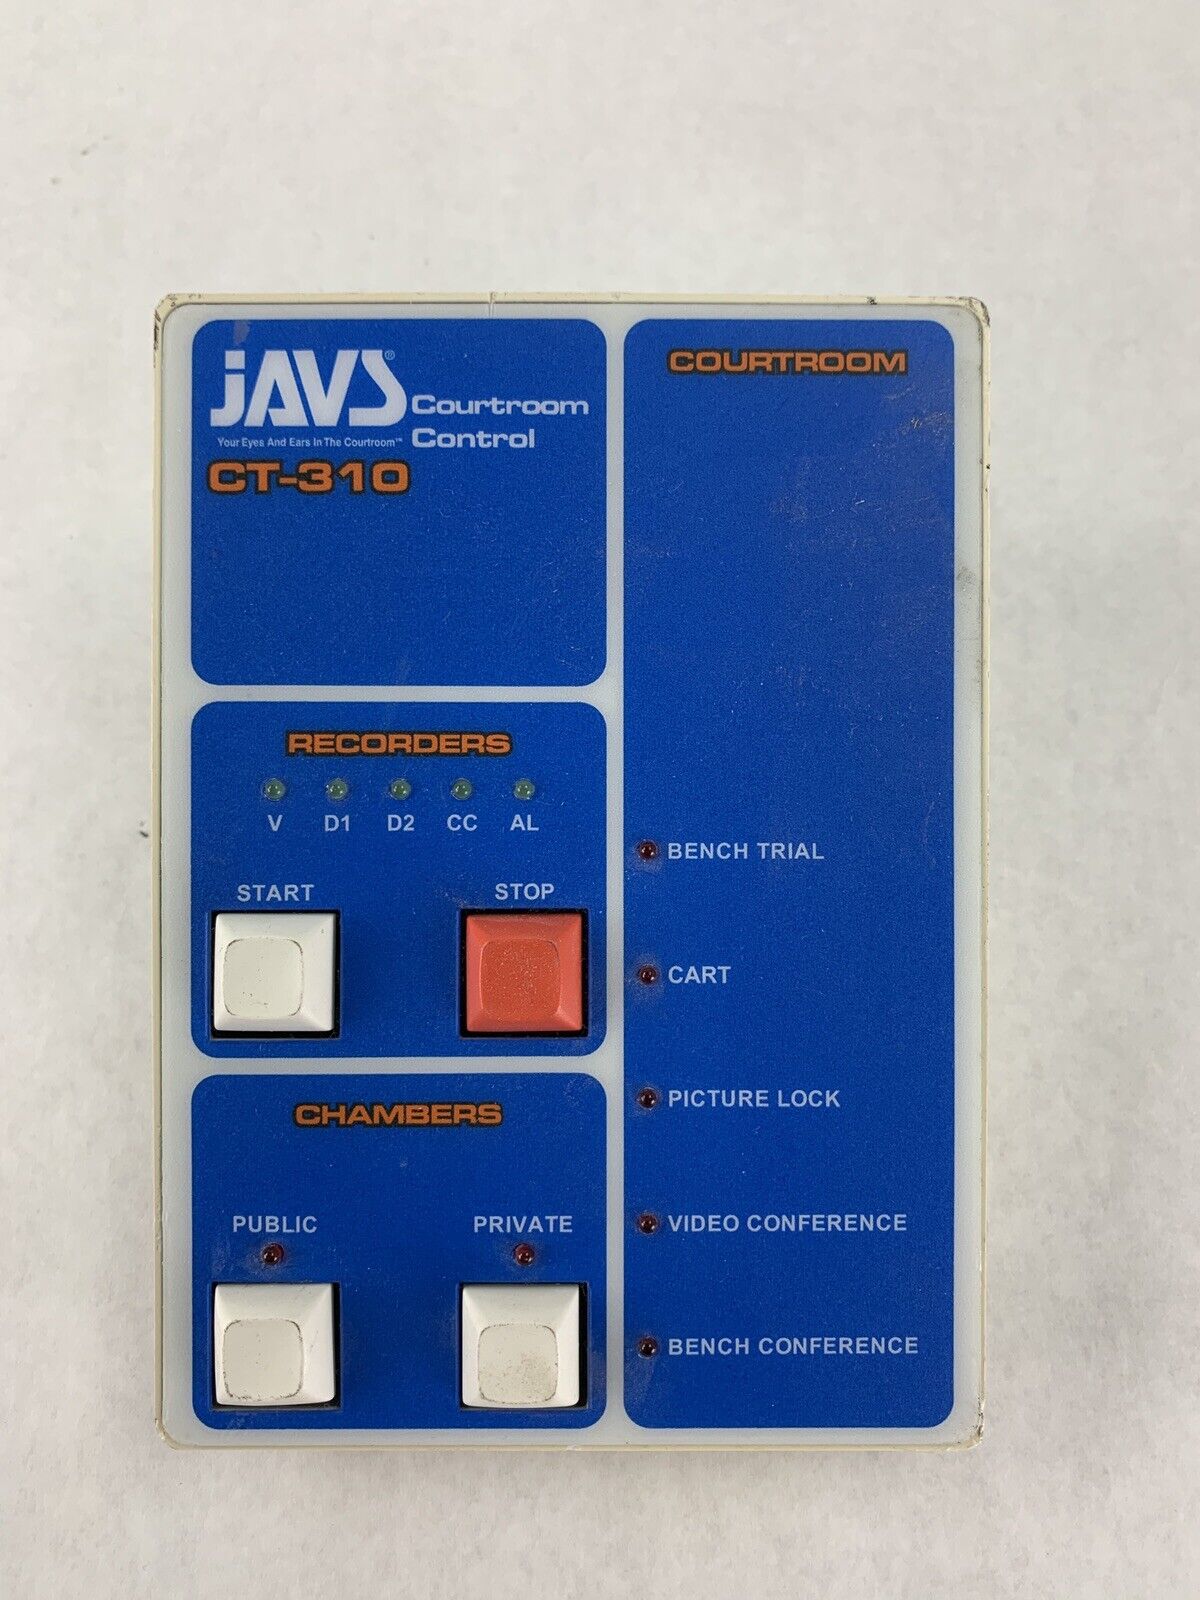 jAVS®
Courtroom
Control
Your Eyes And Ears In The Courtroom™
CT-310
RECORDERS
V D1 D2 CC AL
START STOP
CHAMBERS
PUBLIC PRIVATE
COURTROOM
BENCH TRIAL
CART
PICTURE LOCK
VIDEO CONFERENCE
BENCH CONFERENCE